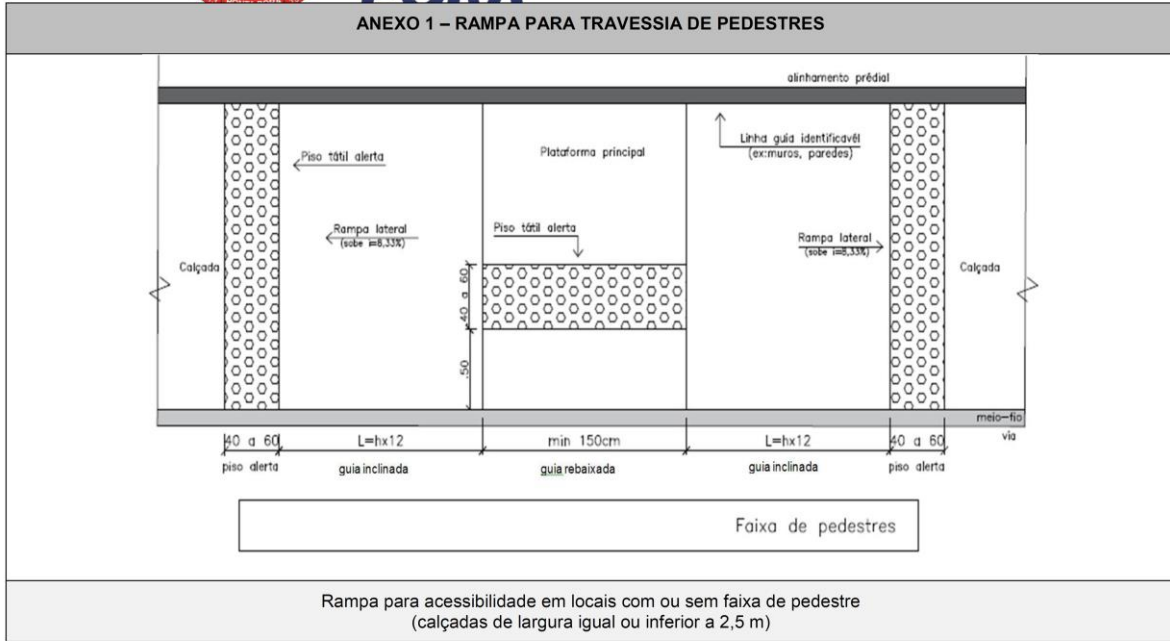 ANEXO 1 – RAMPA PARA TRAVESSIA DE PEDESTRES
alinhamento prédial
Piso tátil alerta
Plataforma principal
Linha guia identificavél
(ex:muros, paredes)
Rampa lateral
(sobe i=8,33%)
Piso tátil alerta
Rampa lateral
(sobe i=8,33%)
Calçada
Calçada
40 a 60
.50
meio-fio
via
40 a 60
L=hx12
min 150cm
L=hx12
40 a 60
piso alerta
guia inclinada
guia rebaixada
guia inclinada
piso alerta
Faixa de pedestres
Rampa para acessibilidade em locais com ou sem faixa de pedestre
(calçadas de largura igual ou inferior a 2,5 m)